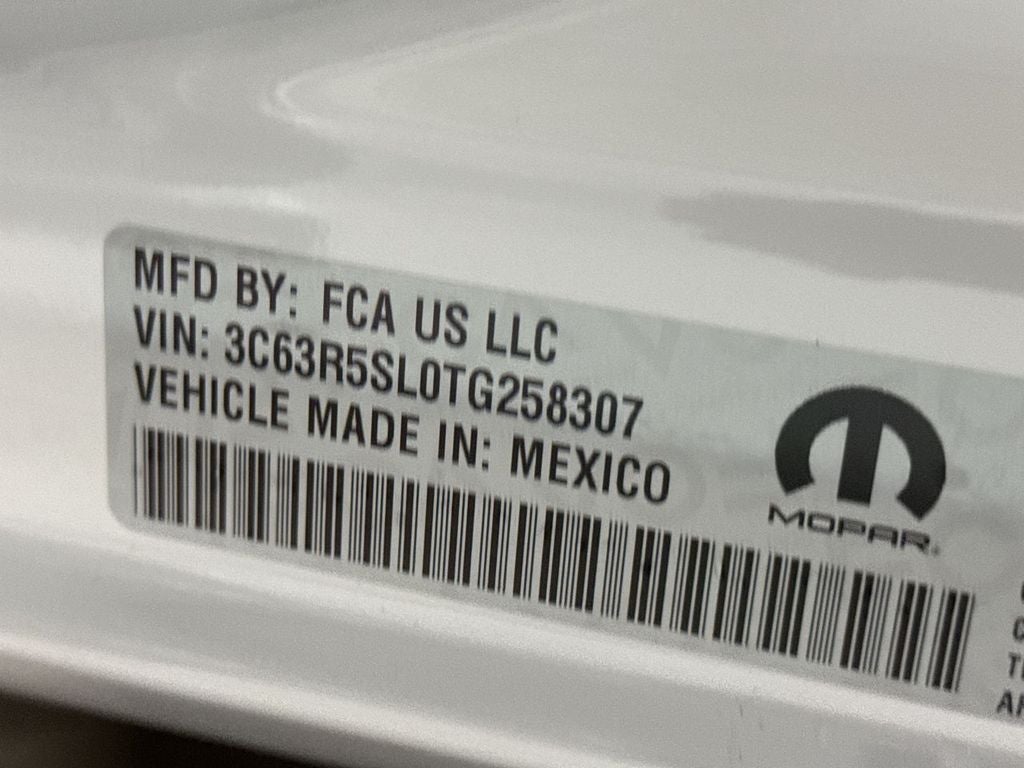 MFD BY: FCA US LLC
VIN: 3C63R5SL0TG258307
VEHICLE MADE IN: MEXICO
MOPAR